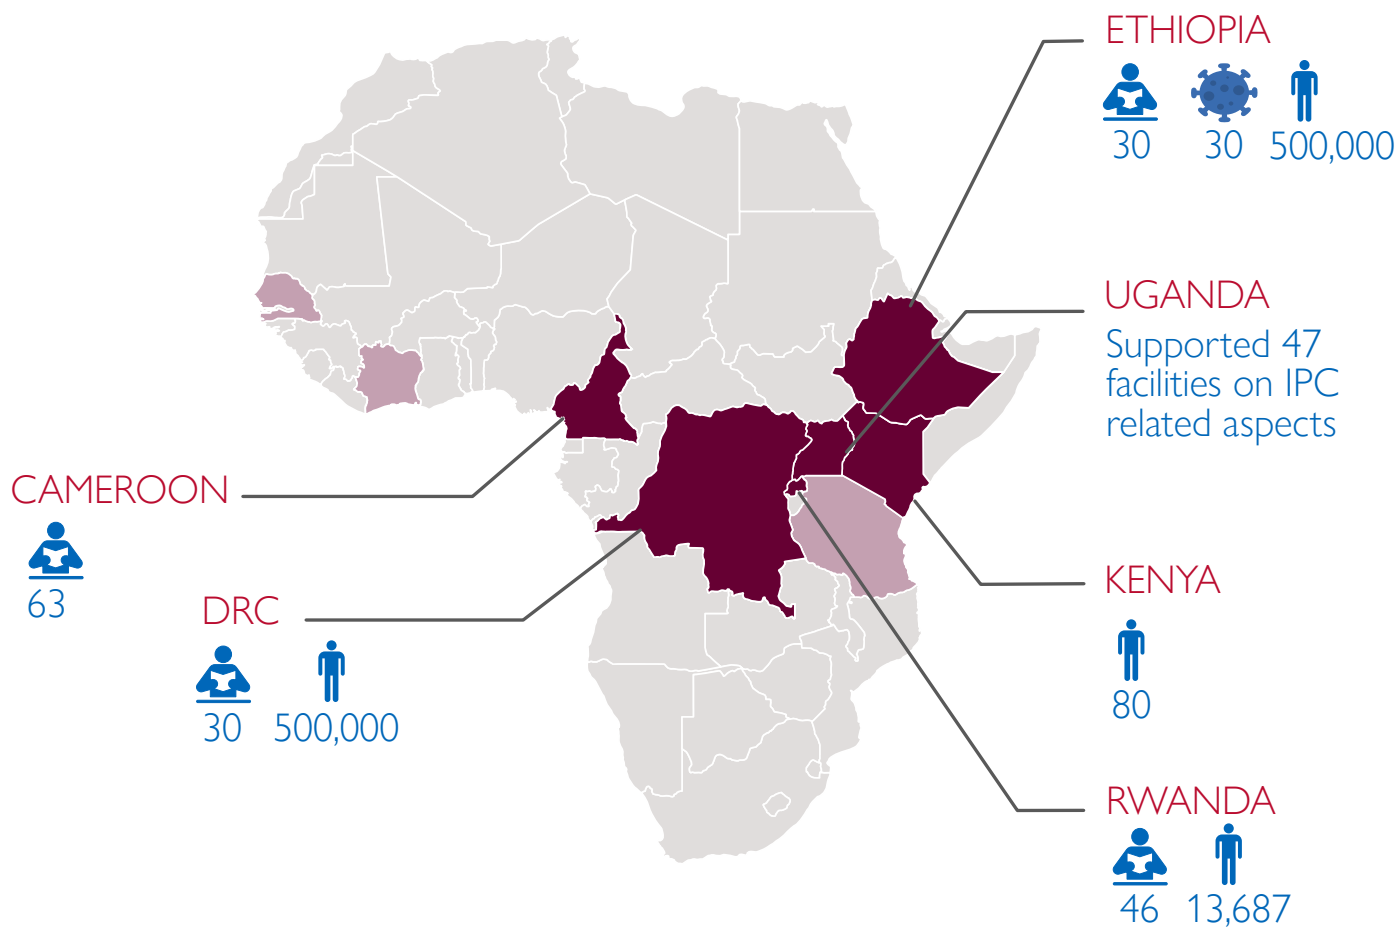 ETHIOPIA
30 30 500,000
UGANDA
Supported 47
facilities on IPC
related aspects
CAMEROON
63
DRC
30 500,000
KENYA
80
RWANDA
46 13,687